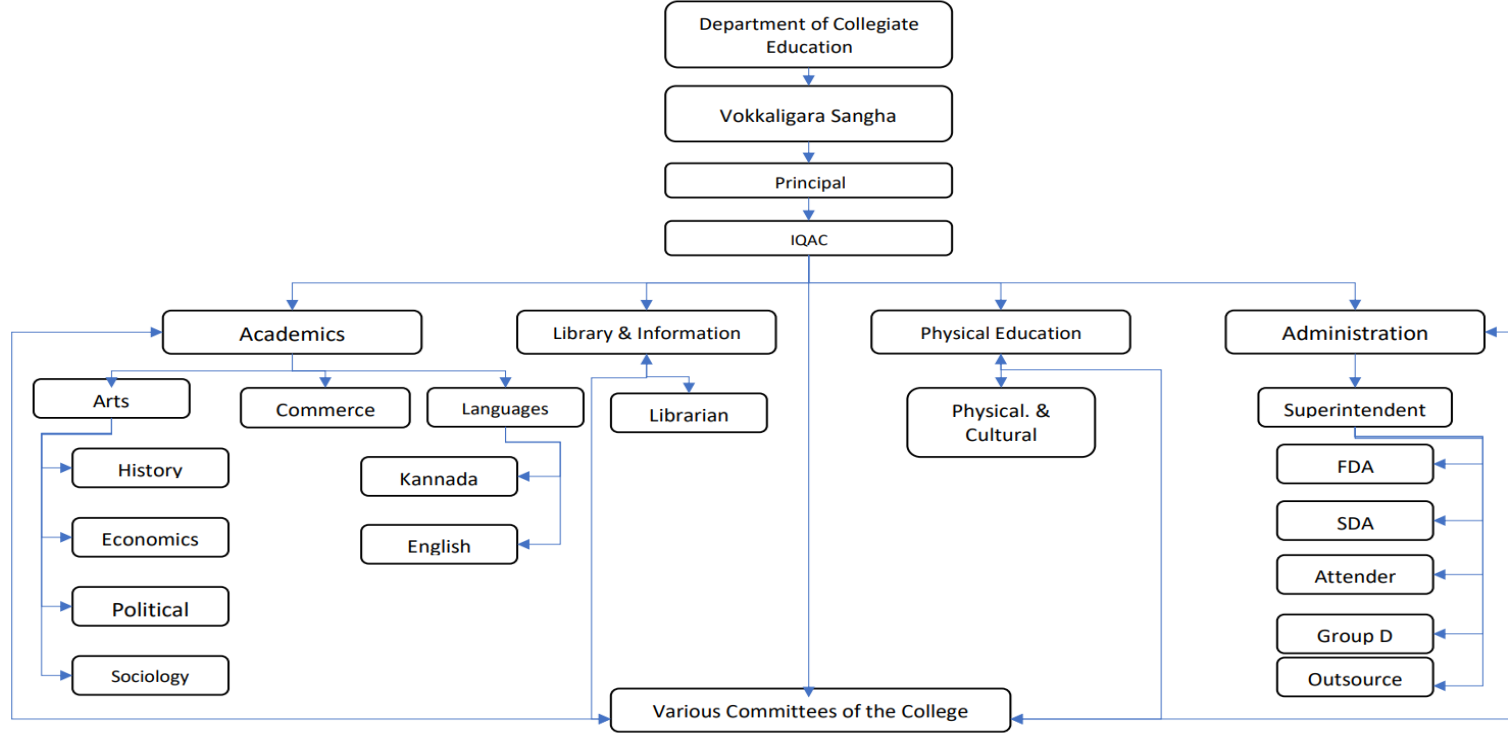 Department of Collegiate
Education
Vokkaligara Sangha
Principal
IQAC
Academics
Library & Information
Physical Education
Administration
Arts
Commerce
Languages
Librarian
Physical. &
Cultural
Superintendent
History
Economics
Political
Sociology
Kannada
English
FDA
SDA
Attender
Group D
Outsource
Various Committees of the College